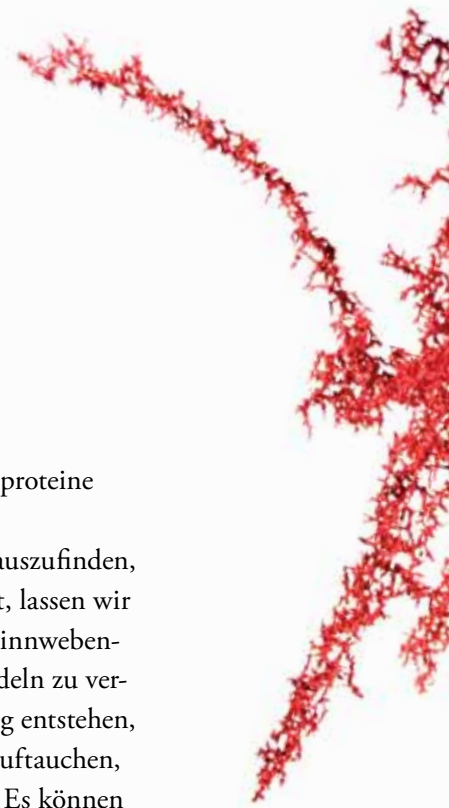 proteine
auszufinden,
t, lassen wir
innweben-
deln zu ver-
g entstehen,
uftauchen,
Es können